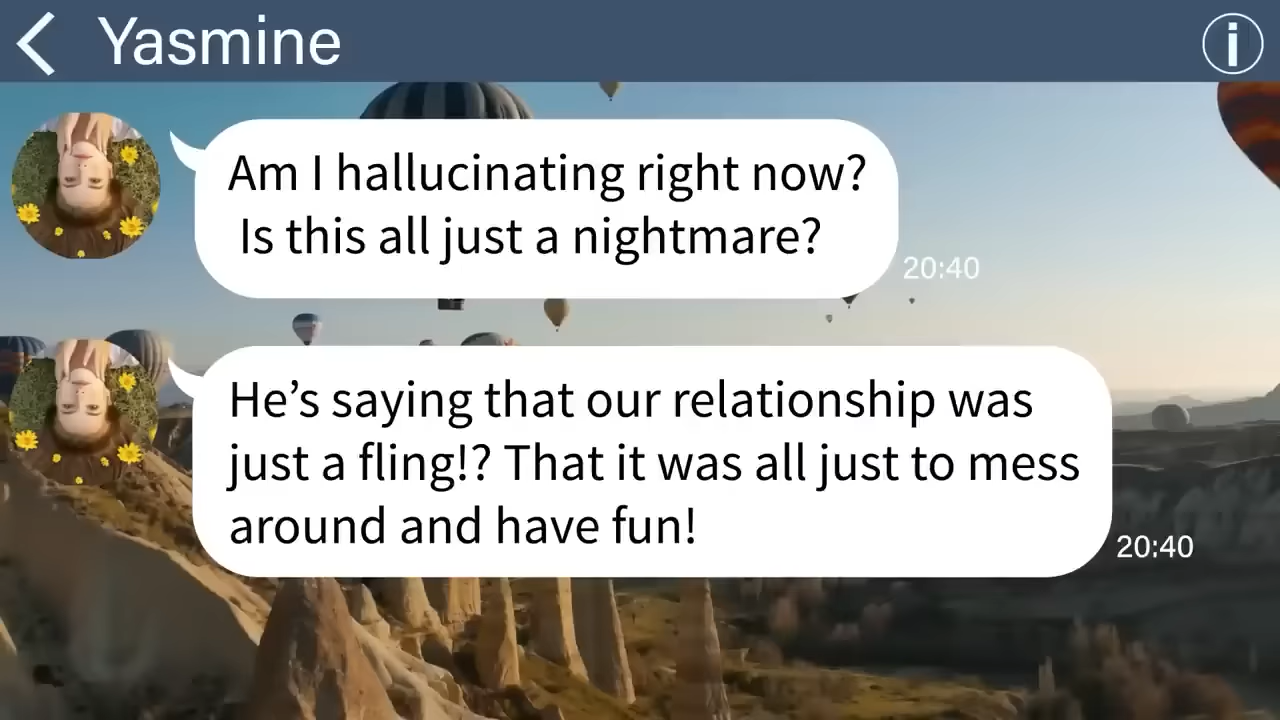 Yasmine
Am I hallucinating right now?
Is this all just a nightmare?
20:40
He’s saying that our relationship was
just a fling!? That it was all just to mess
around and have fun!
20:40